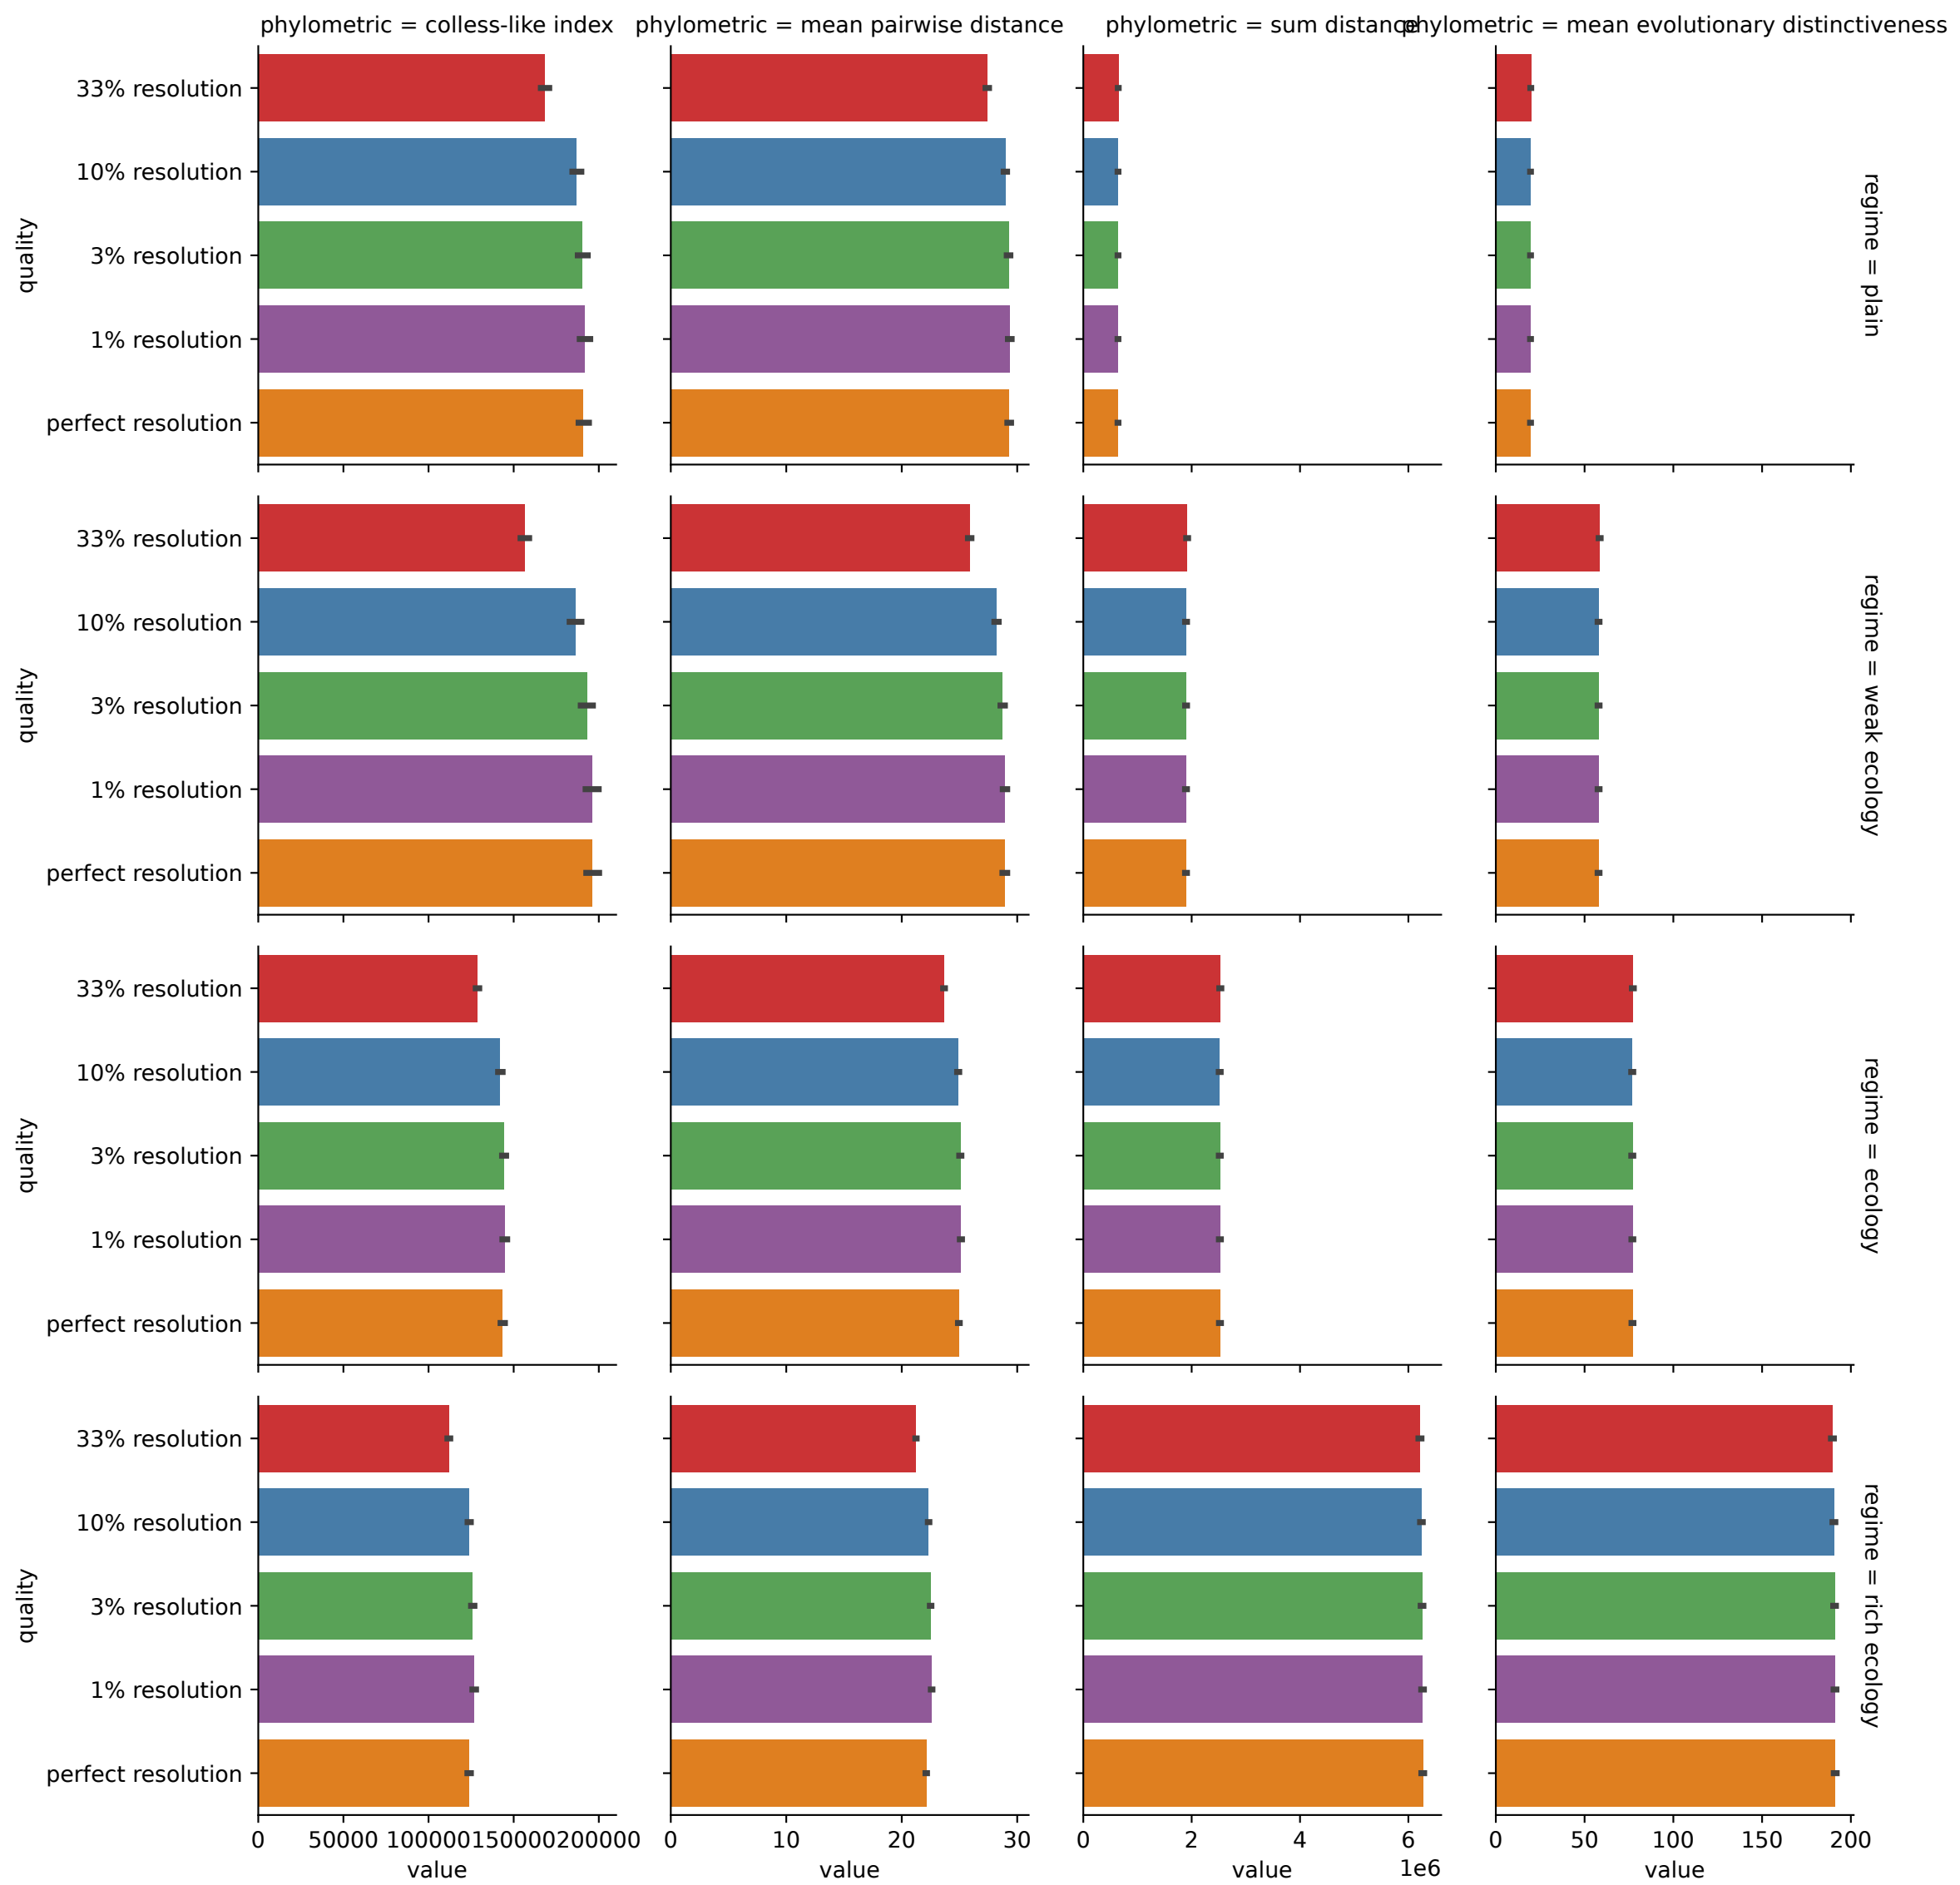 phylometric = colless-like index
phylometric = mean pairwise distance
phylometric = sum distance
phylometric = mean evolutionary distinctiveness
quality
33% resolution
10% resolution
3% resolution
1% resolution
perfect resolution
regime = plain
quality
33% resolution
10% resolution
3% resolution
1% resolution
perfect resolution
regime = weak ecology
quality
33% resolution
10% resolution
3% resolution
1% resolution
perfect resolution
regime = ecology
quality
33% resolution
10% resolution
3% resolution
1% resolution
perfect resolution
regime = rich ecology
0 50000 100000 150000 200000
value
0 10 20 30
value
0 2 4 6
1e6
value
0 50 100 150 200
value